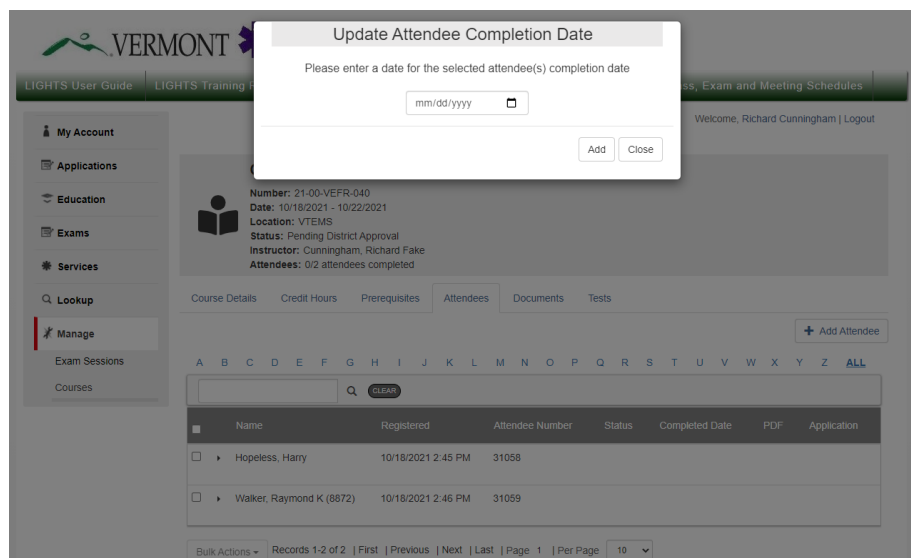 VERMONT
Update Attendee Completion Date
Please enter a date for the selected attendee(s) completion date
mm/dd/yyyy
Add Close
LIGHTS User Guide LIGHTS Training Exam and Meeting Schedules
Welcome, Richard Cunningham | Logout
My Account
Applications
Education
Exams
Services
Lookup
Manage
Exam Sessions
Courses
Number: 21-00-VEFR-040
Date: 10/18/2021 - 10/22/2021
Location: VTEMS
Status: Pending District Approval
Instructor: Cunningham, Richard Fake
Attendees: 0/2 attendees completed
Course Details Credit Hours Prerequisites Attendees Documents Tests
Add Attendee
A B C D E F G H I J K L M N O P Q R S T U V W X Y Z ALL
CLEAR
Name Registered Attendee Number Status Completed Date PDF Application
Hopeless, Harry 10/18/2021 2:45 PM 31058
Walker, Raymond K (8872) 10/18/2021 2:46 PM 31059
Bulk Actions Records 1-2 of 2 | First | Previous | Next | Last | Page 1 | Per Page 10